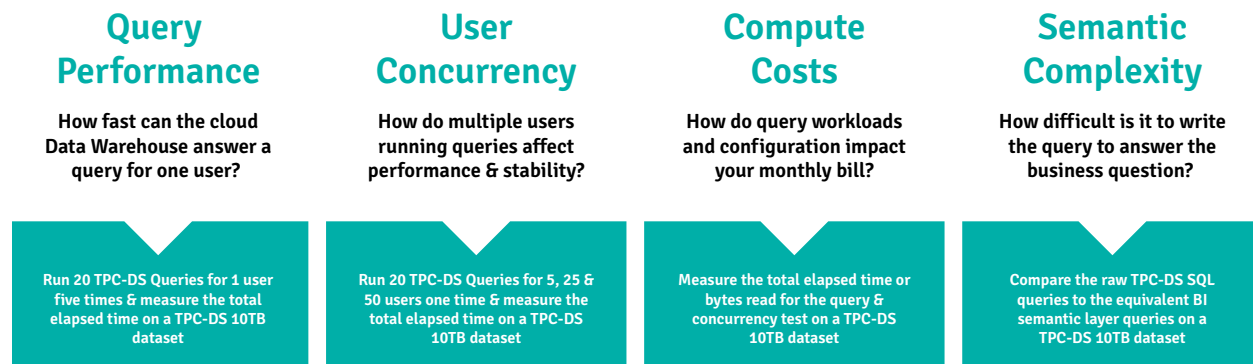 Query
Performance
How fast can the cloud
Data Warehouse answer a
query for one user?
Run 20 TPC-DS Queries for 1 user
five times & measure the total
elapsed time on a TPC-DS 10TB
dataset
User
Concurrency
How do multiple users
running queries affect
performance & stability?
Run 20 TPC-DS Queries for 5, 25 &
50 users one time & measure the
total elapsed time on a TPC-DS
10TB dataset
Compute
Costs
How do query workloads
and configuration impact
your monthly bill?
Measure the total elapsed time or
bytes read for the query &
concurrency test on a TPC-DS
10TB dataset
Semantic
Complexity
How difficult is it to write
the query to answer the
business question?
Compare the raw TPC-DS SQL
queries to the equivalent BI
semantic layer queries on a
TPC-DS 10TB dataset